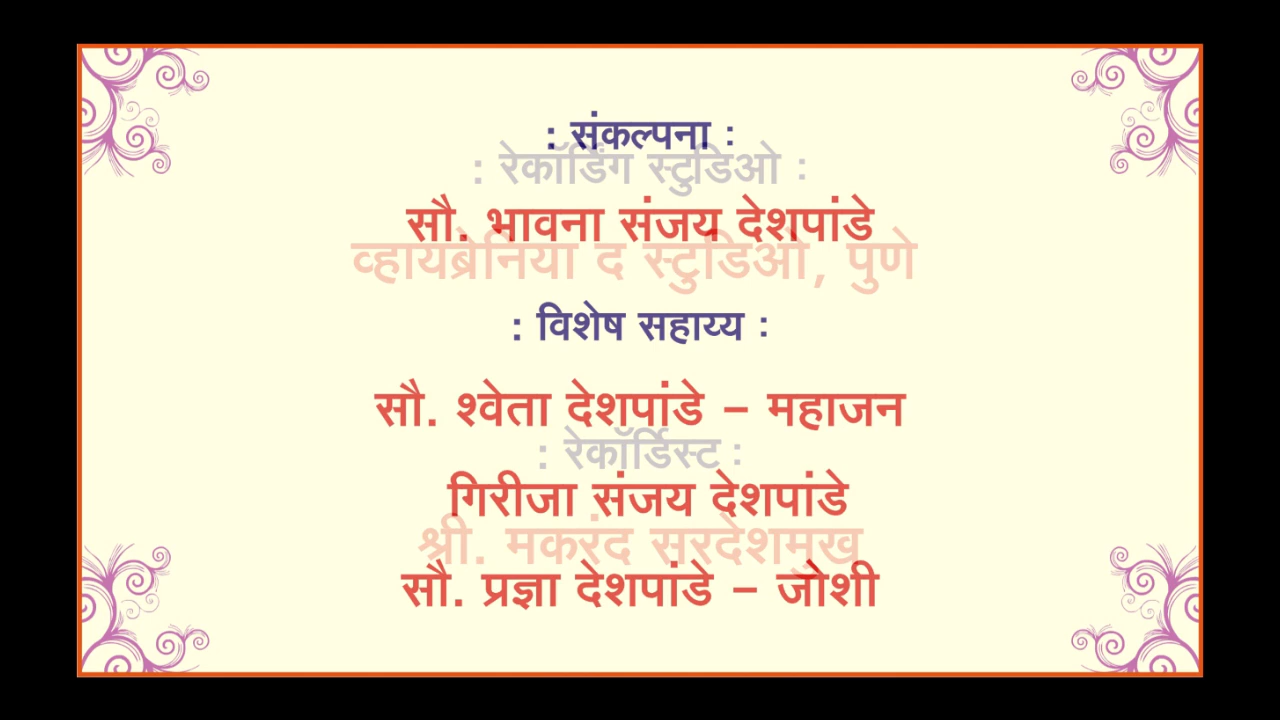 : संकल्पना :
: रेकॉर्डिंग स्टुडिओ :
सौ. भावना संजय देशपांडे
व्हायब्रेनिया द स्टुडिओ, पुणे
: विशेष सहाय्य :
सौ. श्वेता देशपांडे – महाजन
: रेकॉर्डिस्ट :
गिरीजा संजय देशपांडे
श्री. मकरंद सरदेशमुख
सौ. प्रज्ञा देशपांडे – जोशी